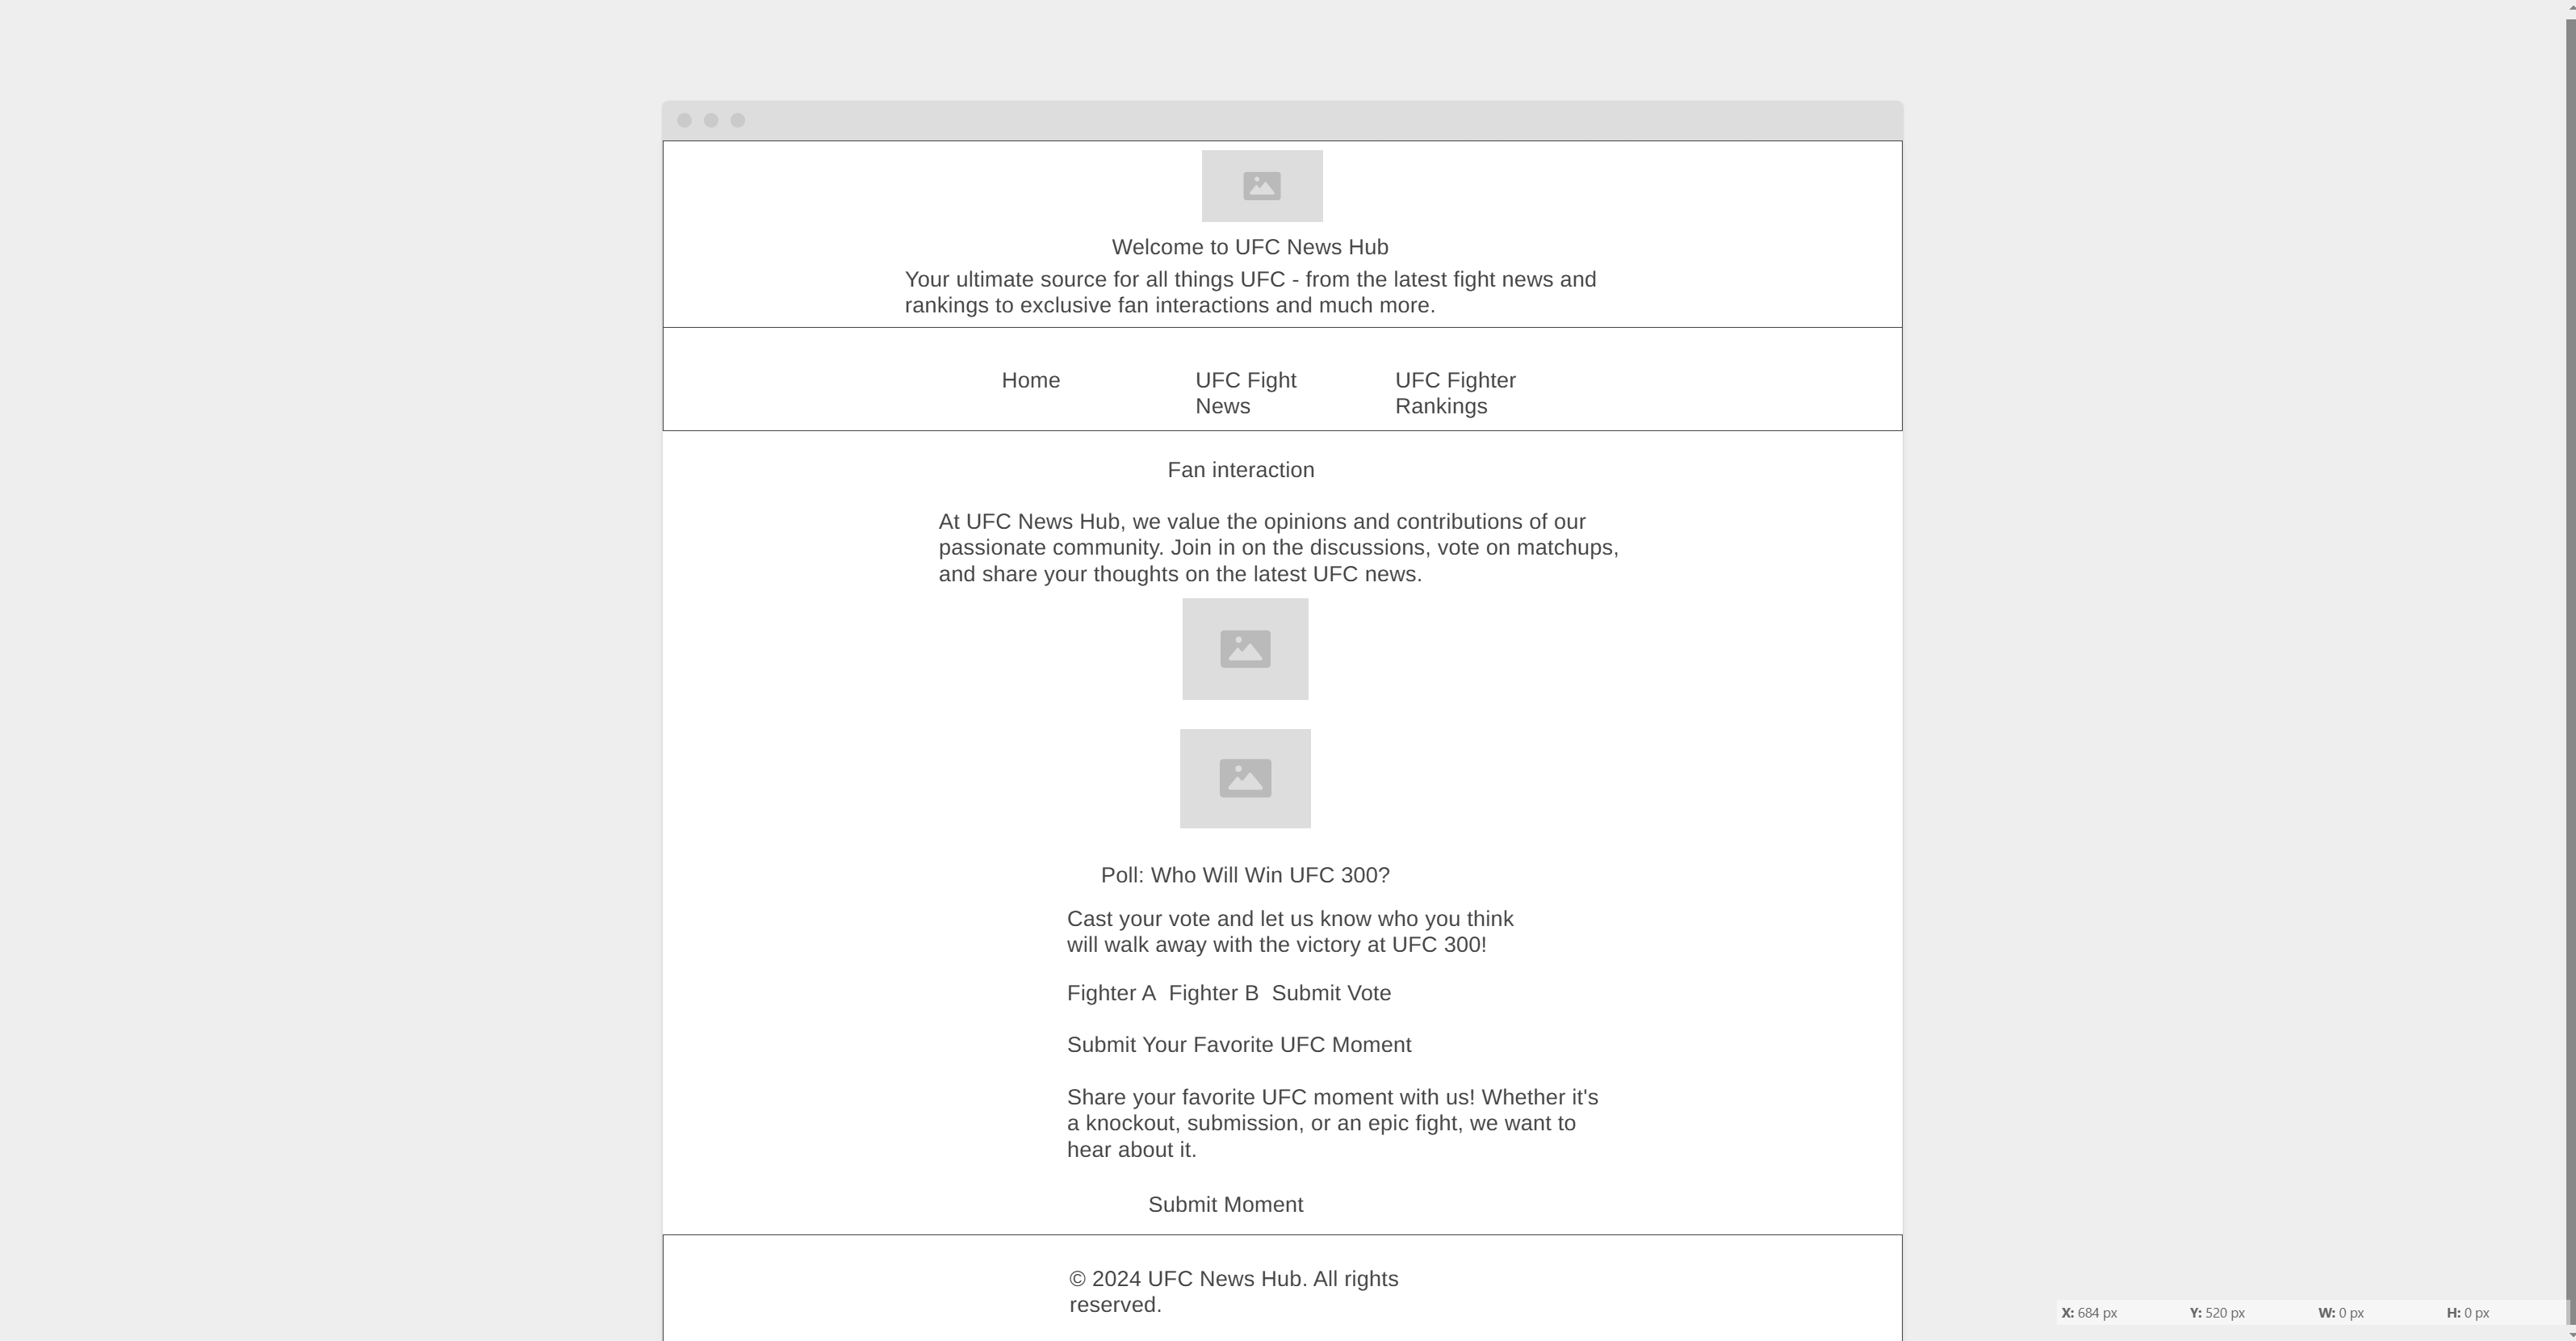 Welcome to UFC News Hub
Your ultimate source for all things UFC - from the latest fight news and
rankings to exclusive fan interactions and much more.
Home
UFC Fight
News
UFC Fighter
Rankings
Fan interaction
At UFC News Hub, we value the opinions and contributions of our
passionate community. Join in on the discussions, vote on matchups,
and share your thoughts on the latest UFC news.
Poll: Who Will Win UFC 300?
Cast your vote and let us know who you think
will walk away with the victory at UFC 300!
Fighter A  Fighter B  Submit Vote
Submit Your Favorite UFC Moment
Share your favorite UFC moment with us! Whether it's
a knockout, submission, or an epic fight, we want to
hear about it.
Submit Moment
© 2024 UFC News Hub. All rights
reserved.
X: 684 px Y: 520 px W: 0 px H: 0 px